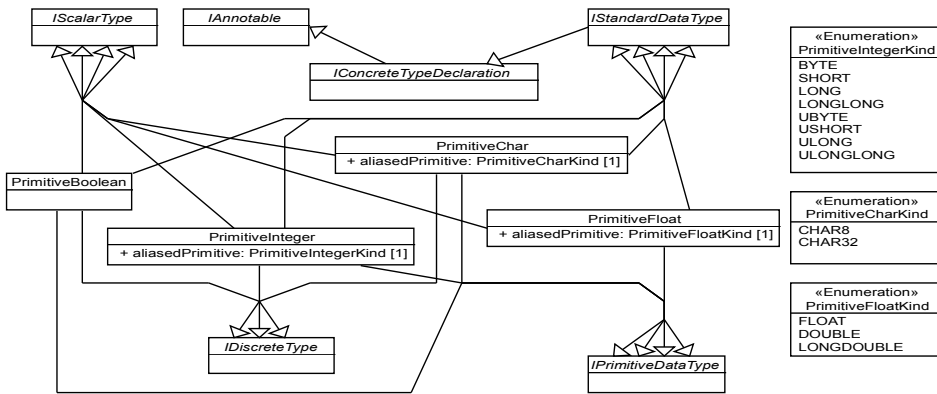 IScalarType
IAnnotable
IStandardDataType
IConcreteTypeDeclaration
PrimitiveChar
+ aliasedPrimitive: PrimitiveCharKind [1]
PrimitiveBoolean
PrimitiveInteger
+ aliasedPrimitive: PrimitiveIntegerKind [1]
PrimitiveFloat
+ aliasedPrimitive: PrimitiveFloatKind [1]
IDiscreteType
IPrimitiveDataType
«Enumeration»
PrimitiveIntegerKind
BYTE
SHORT
LONG
LONGLONG
UBYTE
USHORT
ULONG
ULONGLONG
«Enumeration»
PrimitiveCharKind
CHAR8
CHAR32
«Enumeration»
PrimitiveFloatKind
FLOAT
DOUBLE
LONGDOUBLE